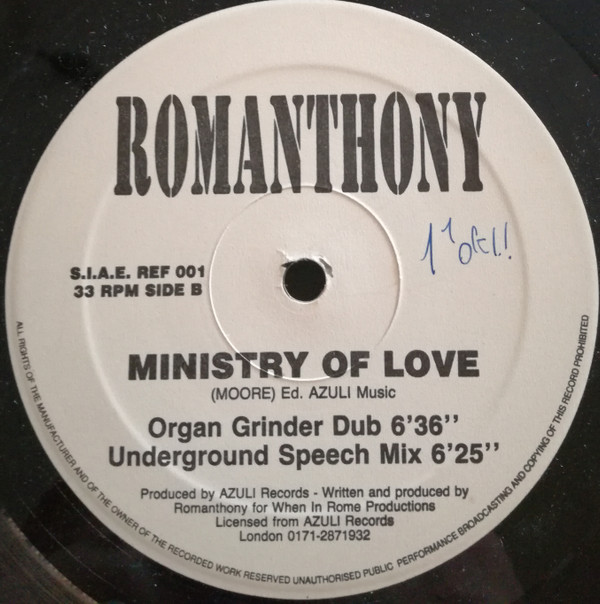 ROMANTHONY
S.I.A.E. REF 001
33 RPM SIDE B
MINISTRY OF LOVE
(MOORE) Ed. AZULI Music
Organ Grinder Dub 6'36''
Underground Speech Mix 6'25''
Produced by AZULI Records - Written and produced by
Romanthony for When In Rome Productions
Licensed from AZULI Records
London 0171-2871932
ALL RIGHTS OF THE MANUFACTURER AND OF THE OWNER OF THE RECORDED WORK RESERVED UNAUTHORISED PUBLIC PERFORMANCE BROADCASTING AND COPYING OF THIS RECORD PROHIBITED